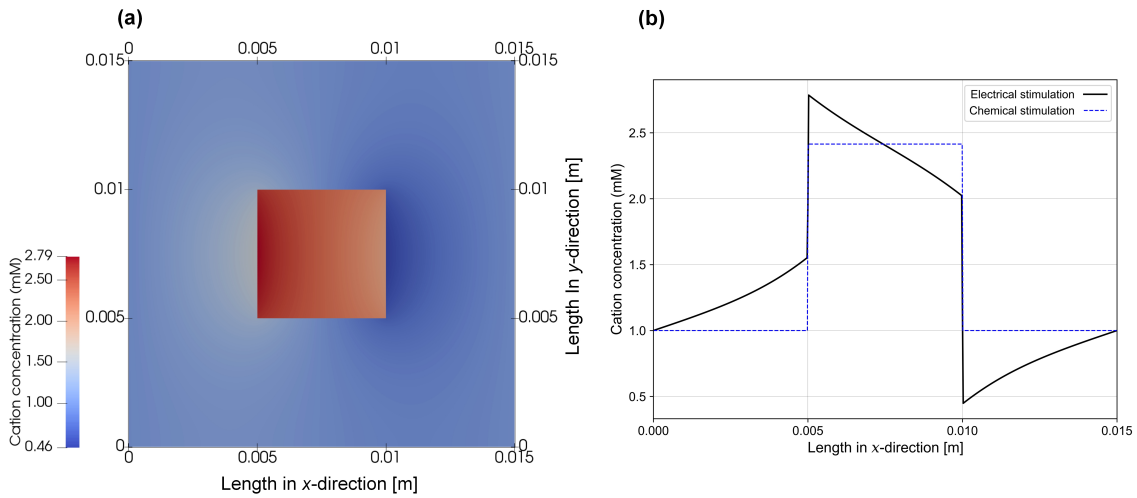 (a)
0 0.005 0.01 0.015
0.015 0.015
0.01 0.01
0.005 0.005
0 0
0 0.005 0.01 0.015
Length in x-direction [m]
Length In y-direction [m]
Cation concentration (mM)
2.79
2.50
2.00
1.50
1.00
0.46
(b)
Electrical stimulation
Chemical stimulation
Cation concentration (mM)
2.5
2.0
1.5
1.0
0.5
0.000 0.005 0.010 0.015
Length in x-direction [m]